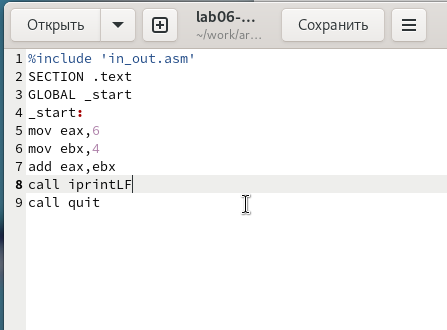 Открыть
lab06-...
~/work/ar...
Сохранить
1 %include 'in_out.asm'
2 SECTION .text
3 GLOBAL _start
4 _start:
5 mov eax,6
6 mov ebx,4
7 add eax,ebx
8 call iprintLF
9 call quit